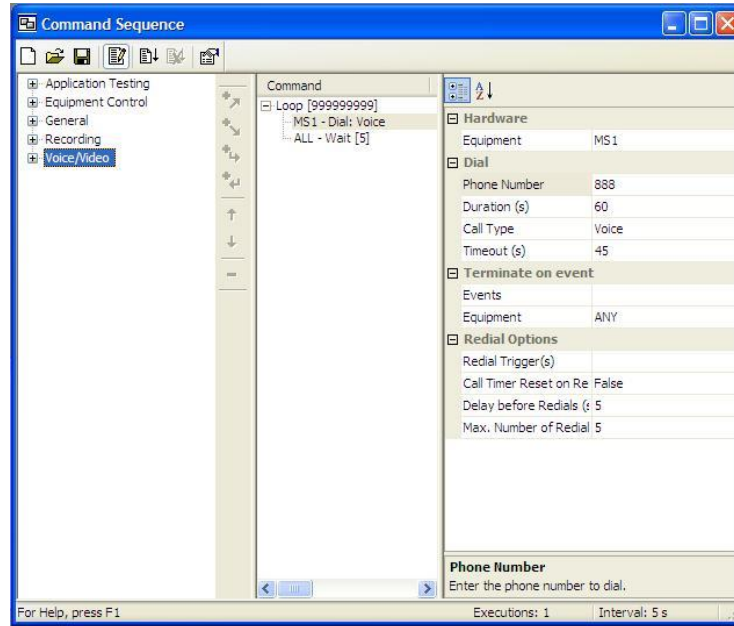 Command Sequence
Application Testing
Equipment Control
General
Recording
Voice/Video
Command
Loop [999999999]
MS1 - Dial: Voice
ALL - Wait [5]
Hardware
Equipment MS1
Dial
Phone Number 888
Duration (s) 60
Call Type Voice
Timeout (s) 45
Terminate on event
Events
Equipment ANY
Redial Options
Redial Trigger(s)
Call Timer Reset on Re False
Delay before Redials (s 5
Max. Number of Redial 5
Phone Number
Enter the phone number to dial.
For Help, press F1 Executions: 1 Interval: 5 s